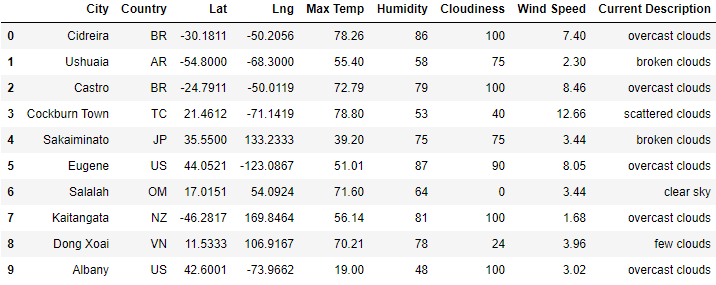 City Country Lat Lng Max Temp Humidity Cloudiness Wind Speed Current Description
0 Cidreira BR -30.1811 -50.2056 78.26 86 100 7.40 overcast clouds
1 Ushuaia AR -54.8000 -68.3000 55.40 58 75 2.30 broken clouds
2 Castro BR -24.7911 -50.0119 72.79 79 100 8.46 overcast clouds
3 Cockburn Town TC 21.4612 -71.1419 78.80 53 40 12.66 scattered clouds
4 Sakaiminato JP 35.5500 133.2333 39.20 75 75 3.44 broken clouds
5 Eugene US 44.0521 -123.0867 51.01 87 90 8.05 overcast clouds
6 Salalah OM 17.0151 54.0924 71.60 64 0 3.44 clear sky
7 Kaitangata NZ -46.2817 169.8464 56.14 81 100 1.68 overcast clouds
8 Dong Xoai VN 11.5333 106.9167 70.21 78 24 3.96 few clouds
9 Albany US 42.6001 -73.9662 19.00 48 100 3.02 overcast clouds